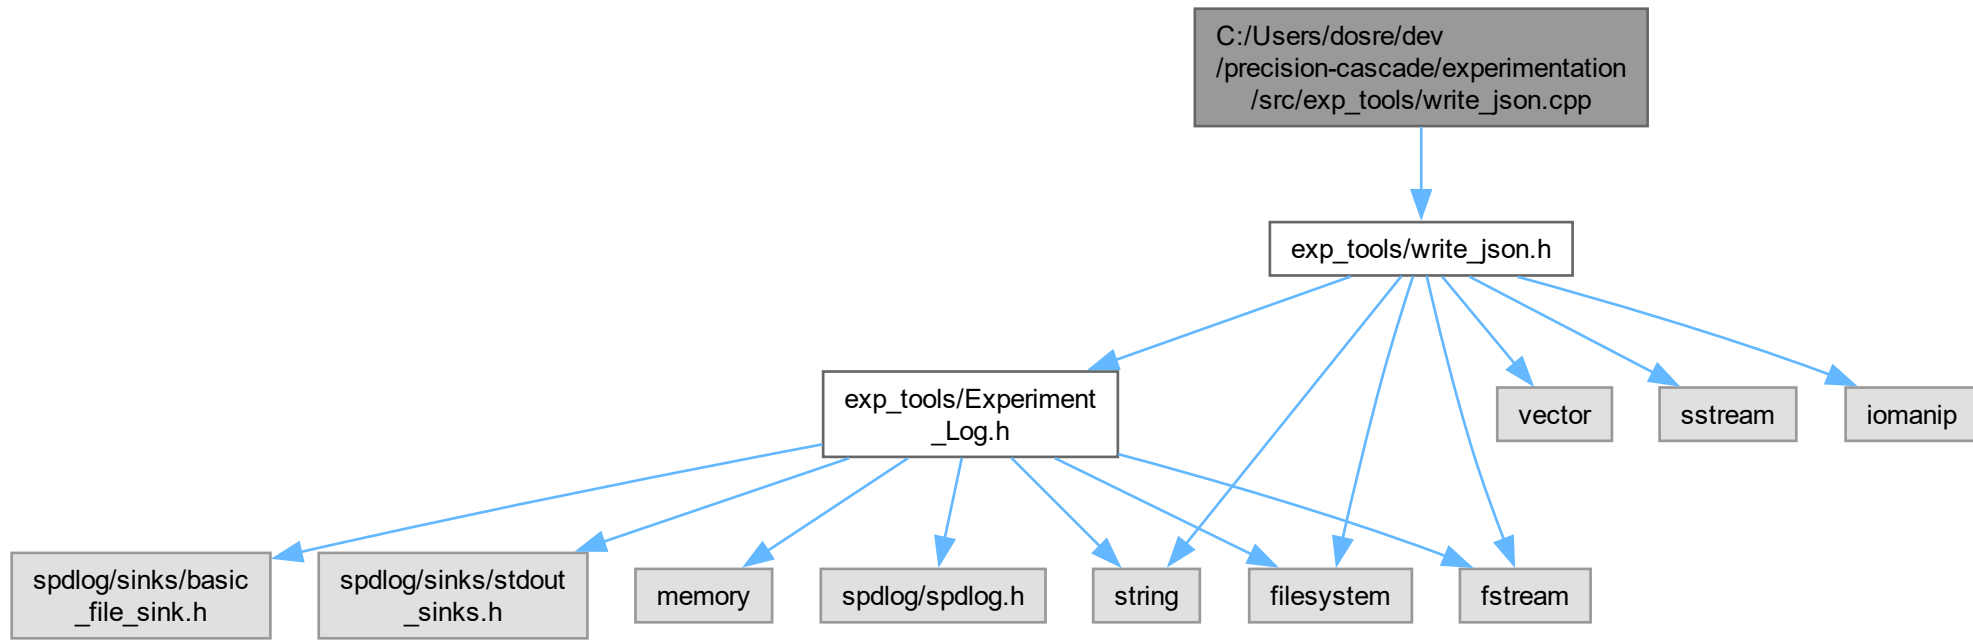 C:/Users/dosre/dev
/precision-cascade/experimentation
/src/exp_tools/write_json.cpp
exp_tools/write_json.h
exp_tools/Experiment
_Log.h
vector
sstream
iomanip
spdlog/sinks/basic
_file_sink.h
spdlog/sinks/stdout
_sinks.h
memory
spdlog/spdlog.h
string
filesystem
fstream